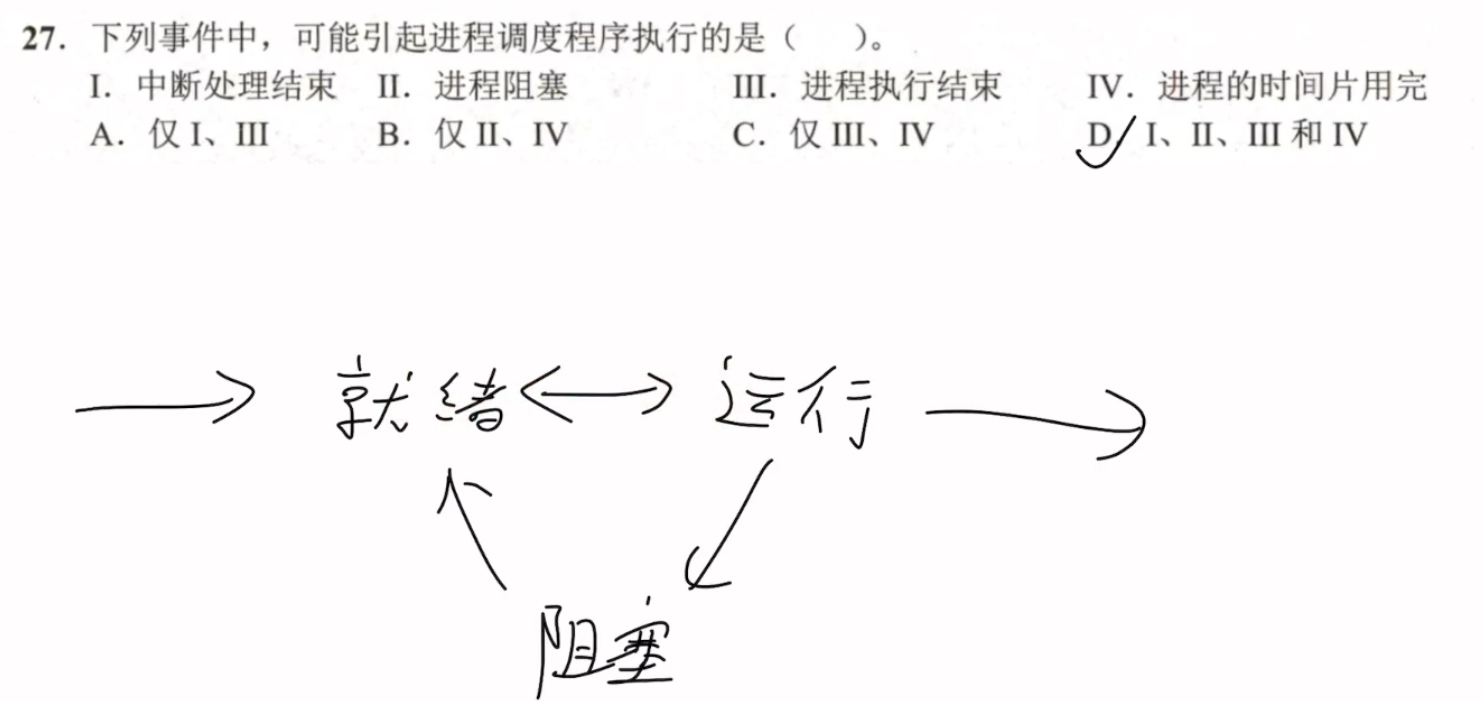 27. 下列事件中，可能引起进程调度程序执行的是（ ）。
I. 中断处理结束 II. 进程阻塞 III. 进程执行结束 IV. 进程的时间片用完
A. 仅 I、III B. 仅 II、IV C. 仅 III、IV D. I、II、III 和 IV
就绪 运行
阻塞